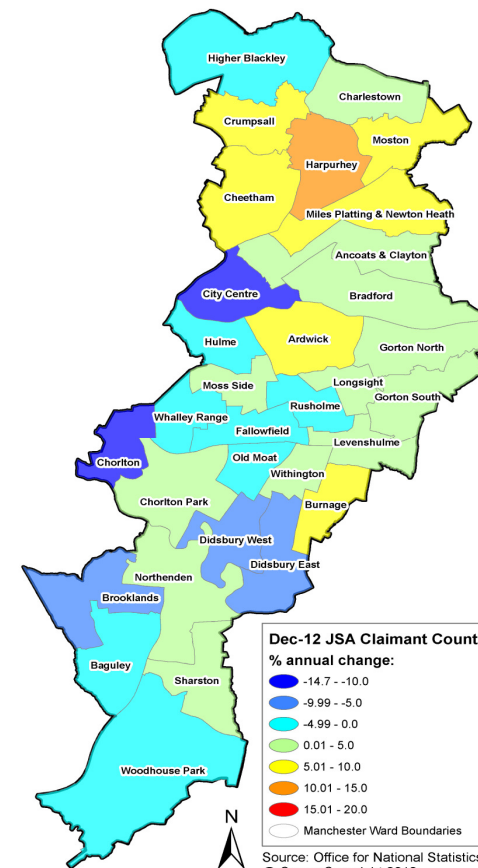 Higher Blackley
Charlestown
Crumpsall
Moston
Harpurhey
Cheetham
Miles Platting & Newton Heath
Ancoats & Clayton
City Centre
Bradford
Hulme
Ardwick
Gorton North
Moss Side
Longsight
Gorton South
Whalley Range
Rusholme
Fallowfield
Levenshulme
Chorlton
Old Moat
Withington
Chorlton Park
Burnage
Didsbury West
Didsbury East
Northenden
Brooklands
Baguley
Sharston
Woodhouse Park
N
Dec-12 JSA Claimant Count
% annual change:
-14.7 - -10.0
-9.99 - -5.0
-4.99 - 0.0
0.01 - 5.0
5.01 - 10.0
10.01 - 15.0
15.01 - 20.0
Manchester Ward Boundaries
Source: Office for National Statistics